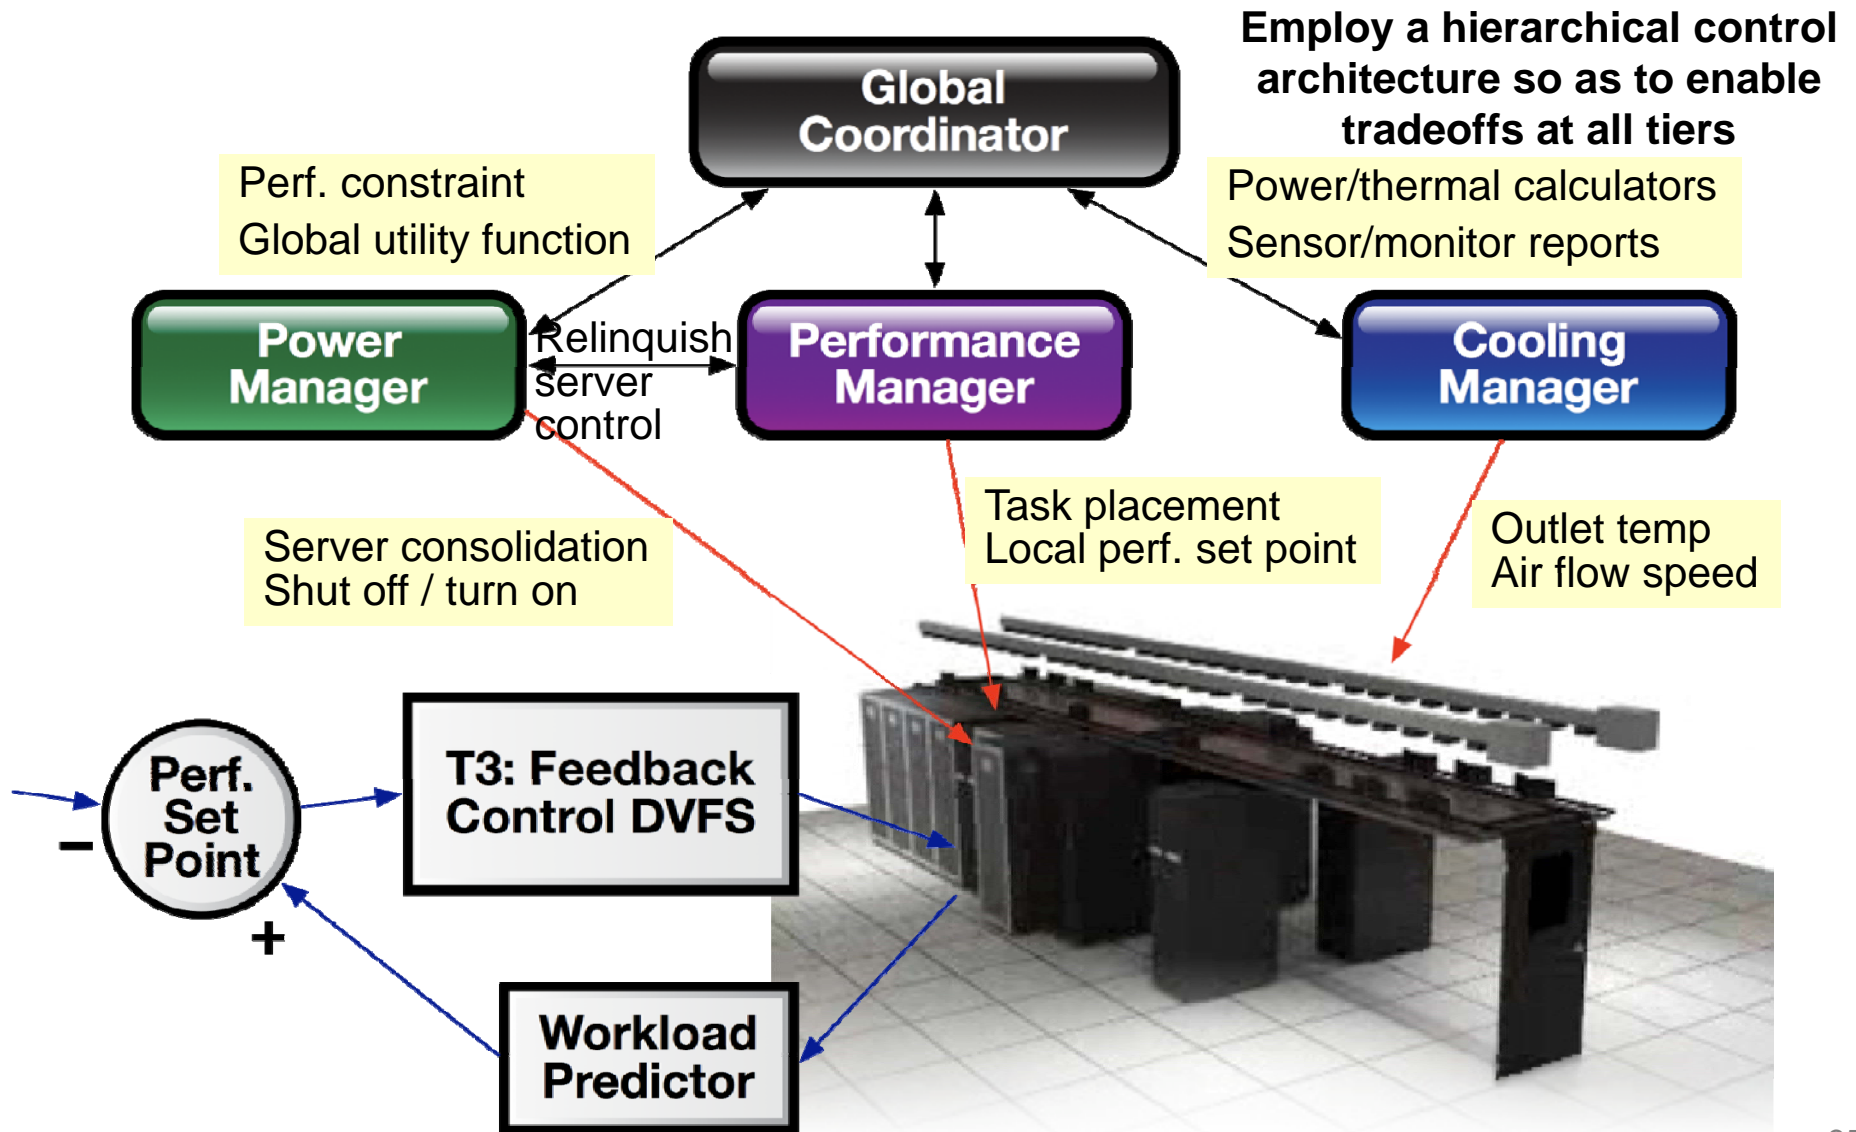 Employ a hierarchical control
architecture so as to enable
tradeoffs at all tiers
Global
Coordinator
Perf. constraint
Global utility function
Power/thermal calculators
Sensor/monitor reports
Power
Manager
Relinquish
server
control
Performance
Manager
Cooling
Manager
Server consolidation
Shut off / turn on
Task placement
Local perf. set point
Outlet temp
Air flow speed
Perf.
Set
Point
−
+
T3: Feedback
Control DVFS
Workload
Predictor